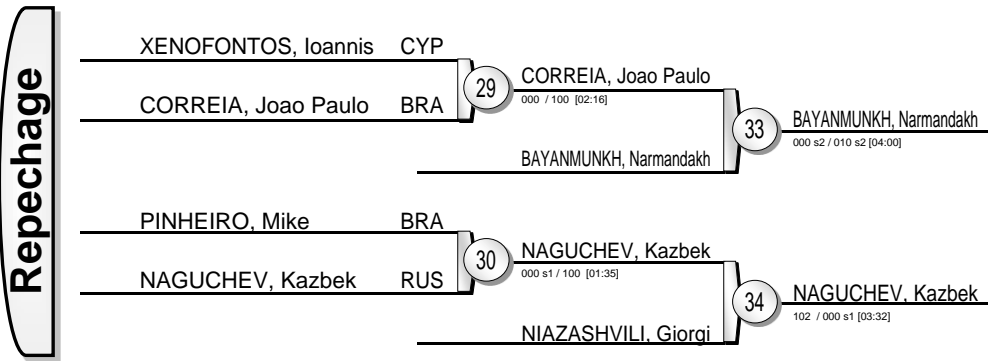 Repechage
XENOFONTOS, Ioannis CYP
CORREIA, Joao Paulo BRA
29
CORREIA, Joao Paulo
000 / 100 [02:16]
BAYANMUNKH, Narmandakh
33
BAYANMUNKH, Narmandakh
000 s2 / 010 s2 [04:00]
PINHEIRO, Mike BRA
NAGUCHEV, Kazbek RUS
30
NAGUCHEV, Kazbek
000 s1 / 100 [01:35]
NIAZASHVILI, Giorgi
34
NAGUCHEV, Kazbek
102 / 000 s1 [03:32]